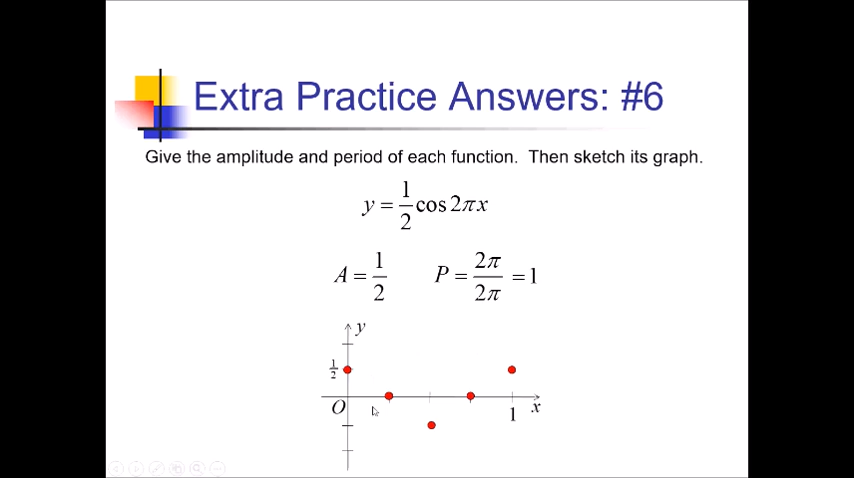 Extra Practice Answers: #6
Give the amplitude and period of each function. Then sketch its graph.
y = 1/2 cos 2πx
A = 1/2 P = 2π/2π = 1
y
1/2
O 1 x